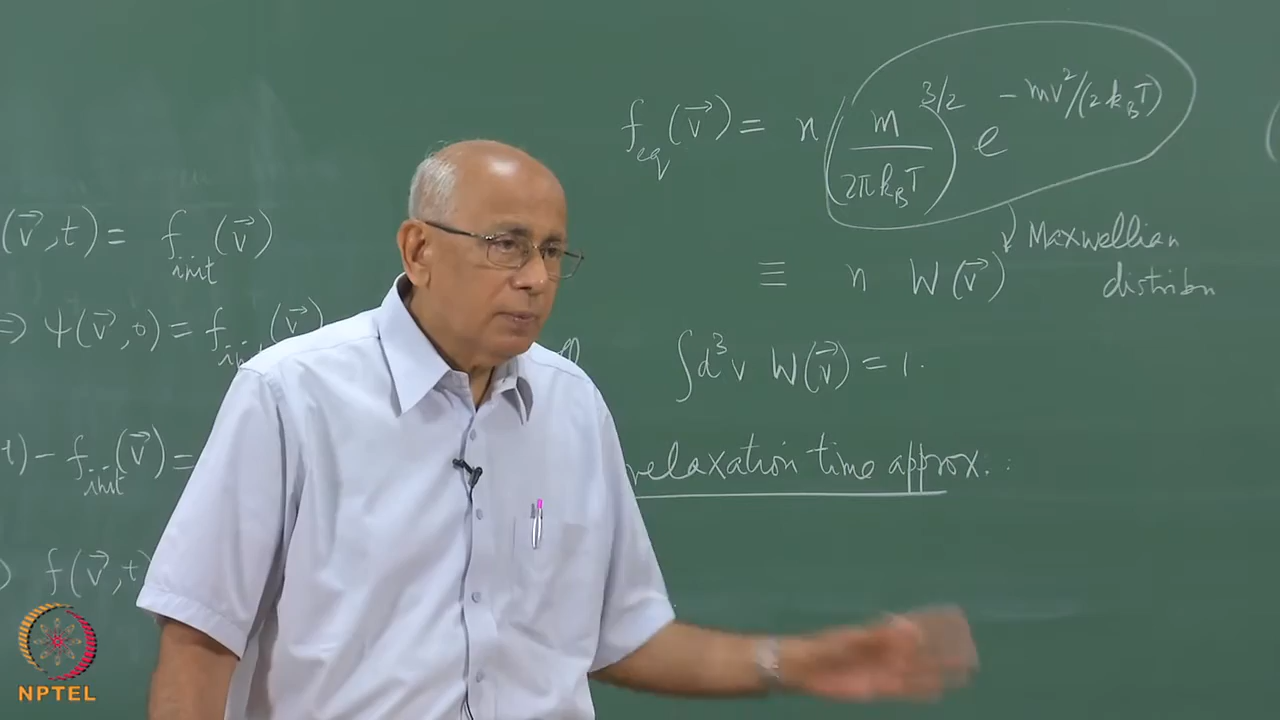 (v⃗,t) = f_init(v⃗)
⇒ ψ(v⃗,0) = f_init(v⃗)
t) − f_init(v⃗) =
f(v⃗,t)
f_eq(v⃗) = n (m / 2πk_BT)^{3/2} e^{−mv²/(2k_BT)}
Maxwellian
distribn
≡ n W(v⃗)
∫d³v W(v⃗) = 1.
relaxation time approx. :
NPTEL